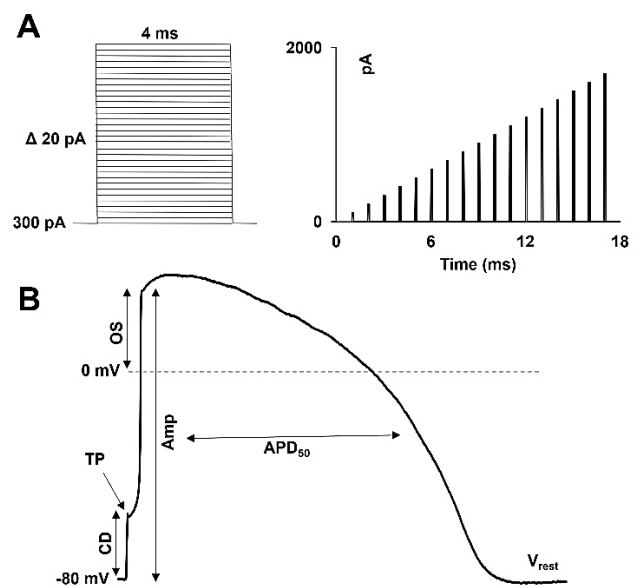 A
4 ms
Δ 20 pA
300 pA
2000
pA
0
0
6
12
18
Time (ms)
B
OS
0 mV
Amp
APD50
TP
CD
-80 mV
Vrest